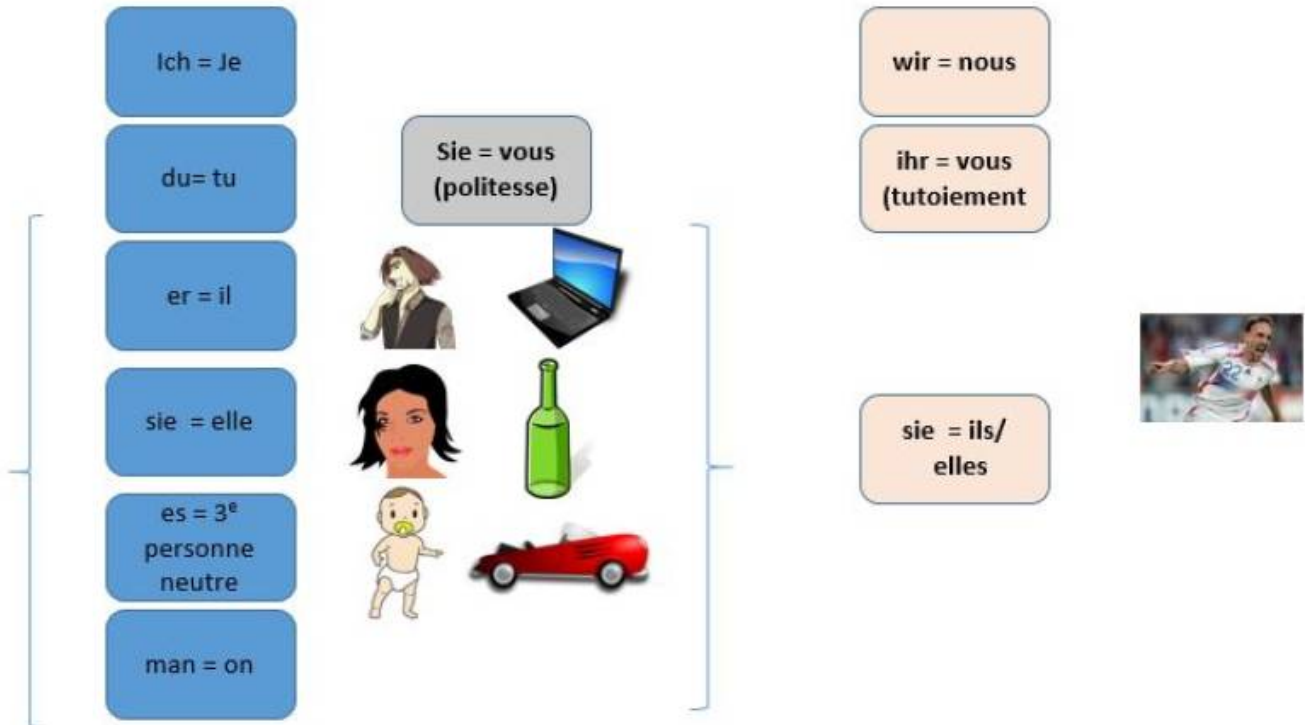 Ich = Je
du= tu
er = il
sie = elle
es = 3e
personne
neutre
man = on
Sie = vous
(politesse)
wir = nous
ihr = vous
(tutoiement
sie = ils/
elles
22